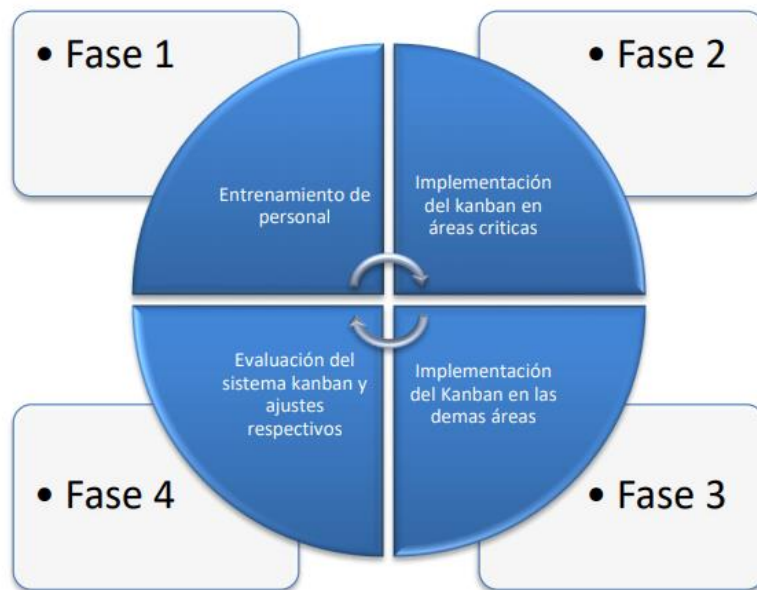 • Fase 1
• Fase 2
Entrenamiento de
personal
Implementación
del kanban en
áreas criticas
Evaluación del
sistema kanban y
ajustes
respectivos
Implementación
del Kanban en las
demas áreas
• Fase 4
• Fase 3